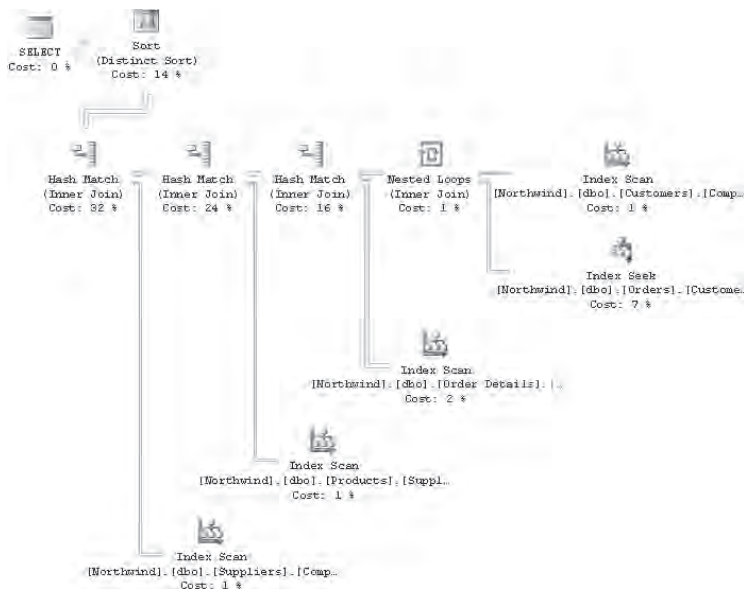 SELECT
Cost: 0 %
Sort
(Distinct Sort)
Cost: 14 %
Hash Match
(Inner Join)
Cost: 32 %
Hash Match
(Inner Join)
Cost: 24 %
Hash Match
(Inner Join)
Cost: 16 %
Nested Loops
(Inner Join)
Cost: 1 %
Index Scan
[Northwind].[dbo].[Customers].[Comp…
Cost: 1 %
Index Seek
[Northwind].[dbo].[Orders].[Custome…
Cost: 7 %
Index Scan
[Northwind].[dbo].[Order Details].[…
Cost: 2 %
Index Scan
[Northwind].[dbo].[Products].[Suppl…
Cost: 1 %
Index Scan
[Northwind].[dbo].[Suppliers].[Comp…
Cost: 1 %